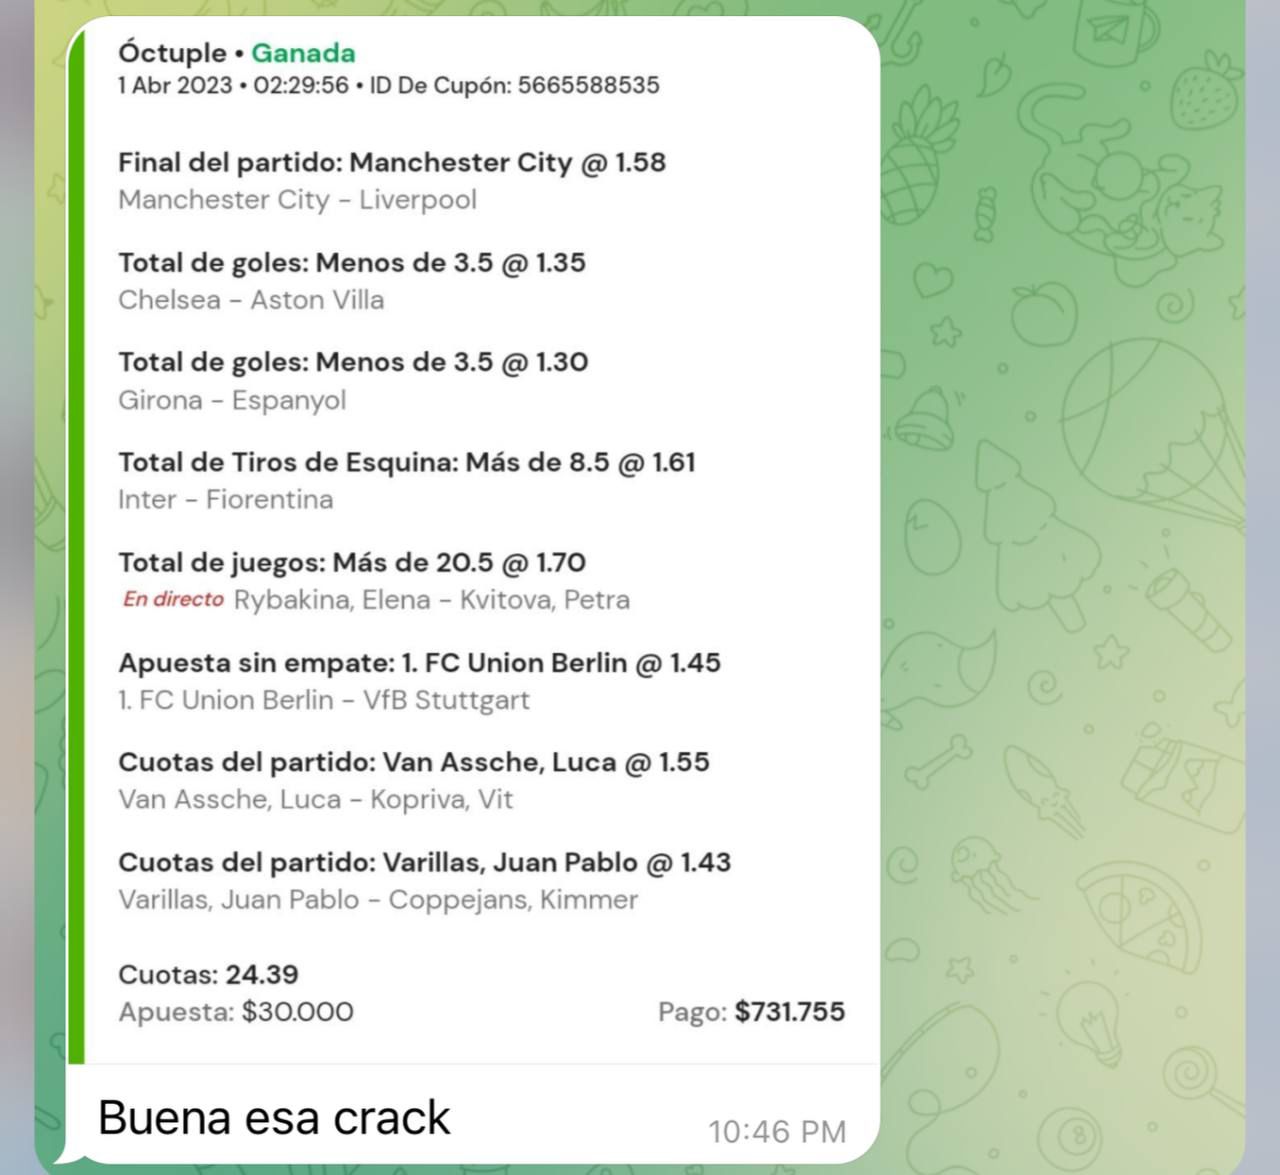 Óctuple • Ganada
1 Abr 2023 • 02:29:56 • ID De Cupón: 5665588535
Final del partido: Manchester City @ 1.58
Manchester City – Liverpool
Total de goles: Menos de 3.5 @ 1.35
Chelsea – Aston Villa
Total de goles: Menos de 3.5 @ 1.30
Girona – Espanyol
Total de Tiros de Esquina: Más de 8.5 @ 1.61
Inter – Fiorentina
Total de juegos: Más de 20.5 @ 1.70
En directo Rybakina, Elena – Kvitova, Petra
Apuesta sin empate: 1. FC Union Berlin @ 1.45
1. FC Union Berlin – VfB Stuttgart
Cuotas del partido: Van Assche, Luca @ 1.55
Van Assche, Luca – Kopriva, Vit
Cuotas del partido: Varillas, Juan Pablo @ 1.43
Varillas, Juan Pablo – Coppejans, Kimmer
Cuotas: 24.39
Apuesta: $30.000 Pago: $731.755
Buena esa crack
10:46 PM